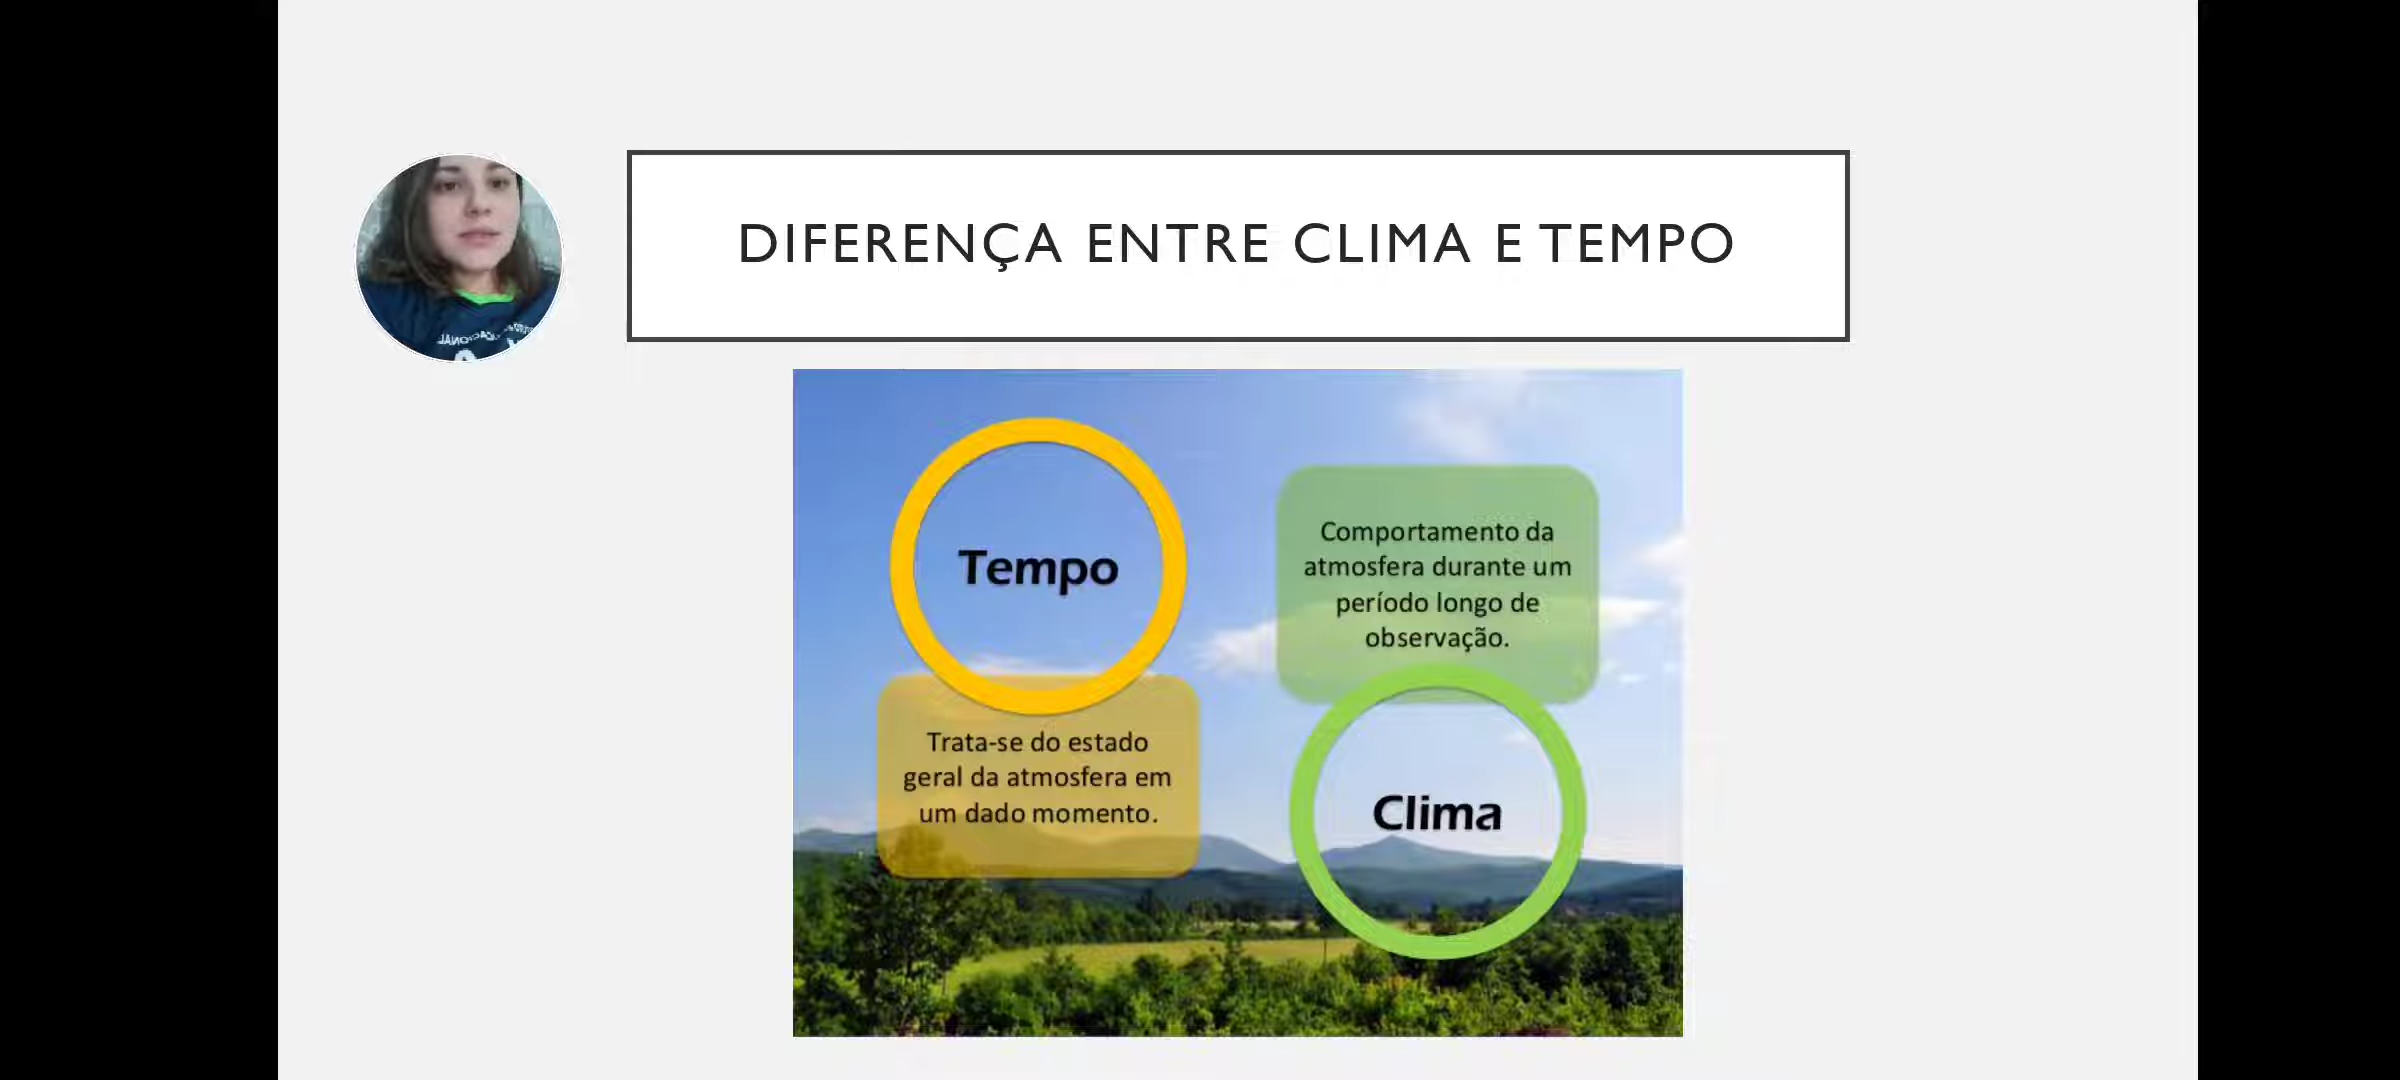 DIFERENÇA ENTRE CLIMA E TEMPO
Tempo
Trata-se do estado
geral da atmosfera em
um dado momento.
Comportamento da
atmosfera durante um
período longo de
observação.
Clima